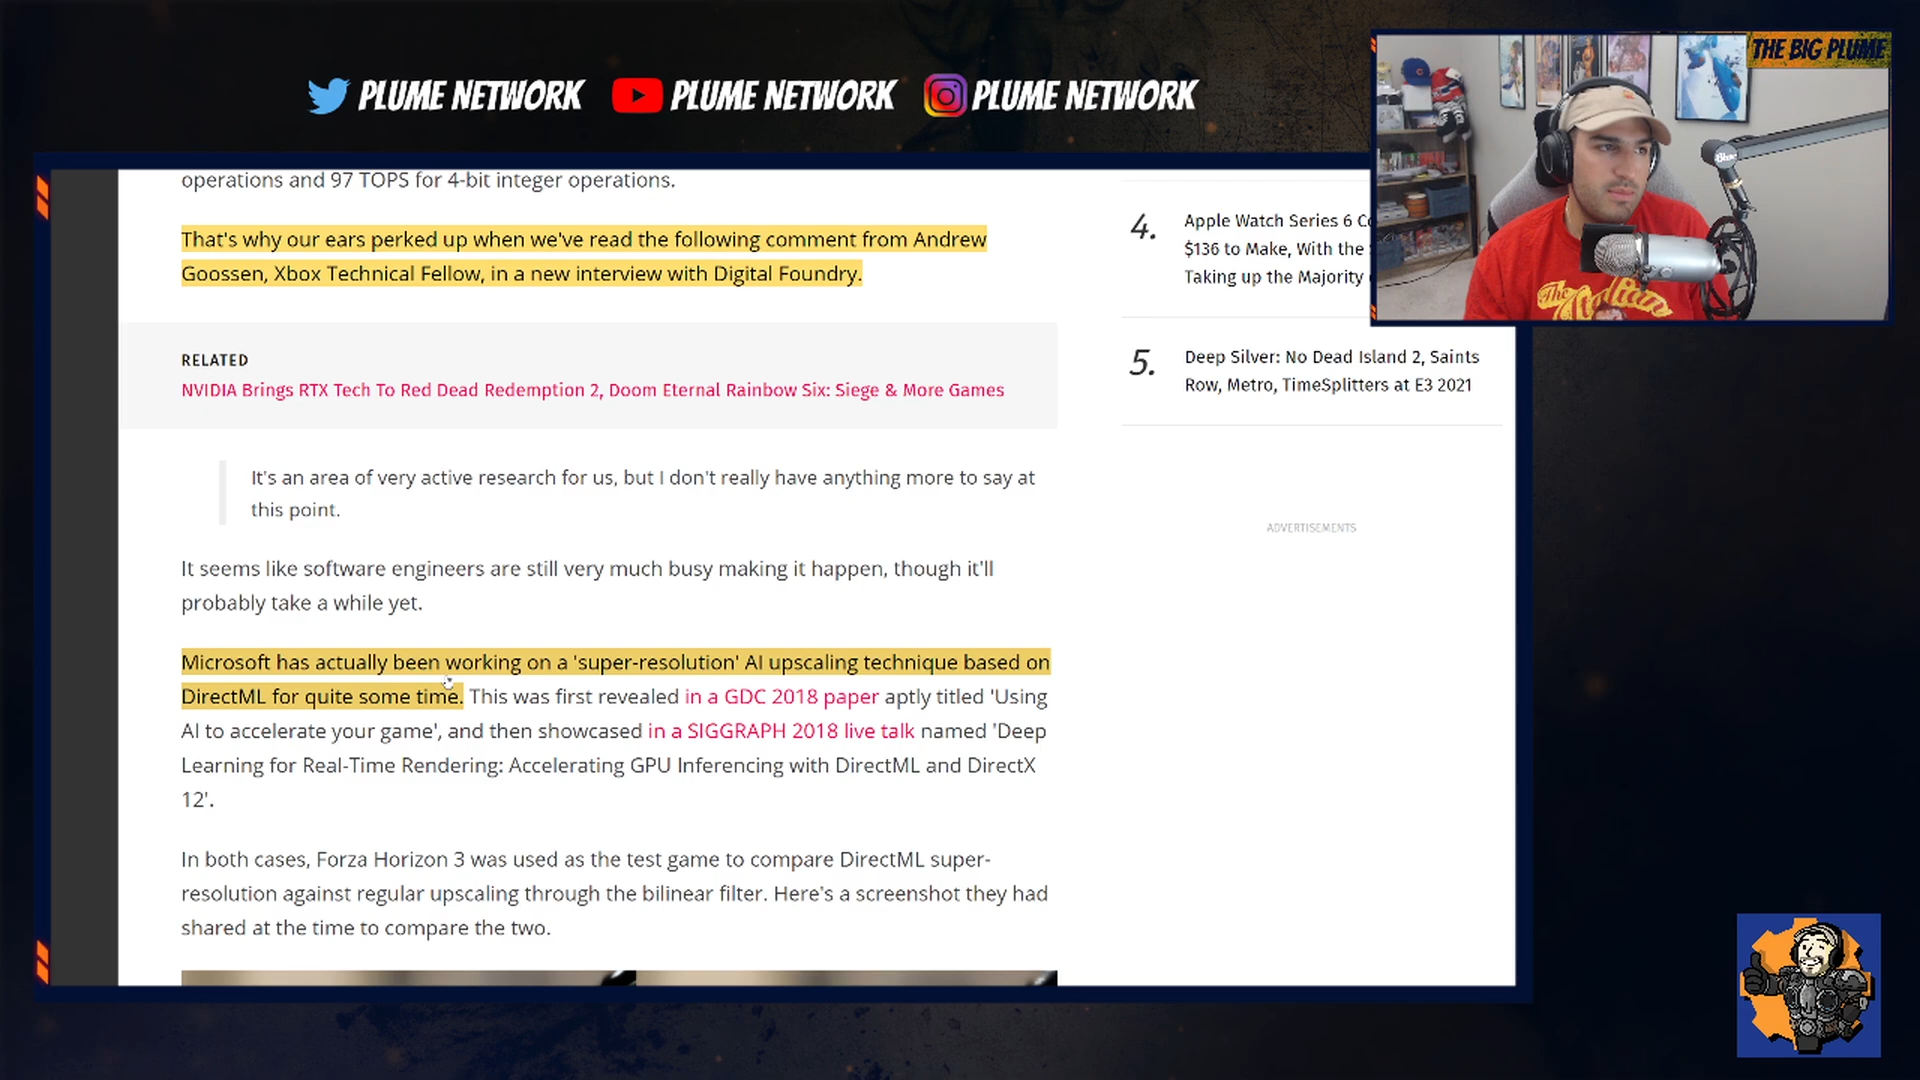 PLUME NETWORK PLUME NETWORK PLUME NETWORK
THE BIG PLUME
operations and 97 TOPS for 4-bit integer operations.
That's why our ears perked up when we've read the following comment from Andrew
Goossen, Xbox Technical Fellow, in a new interview with Digital Foundry.
RELATED
NVIDIA Brings RTX Tech To Red Dead Redemption 2, Doom Eternal Rainbow Six: Siege & More Games
It's an area of very active research for us, but I don't really have anything more to say at
this point.
It seems like software engineers are still very much busy making it happen, though it'll
probably take a while yet.
Microsoft has actually been working on a 'super-resolution' AI upscaling technique based on
DirectML for quite some time. This was first revealed in a GDC 2018 paper aptly titled 'Using
AI to accelerate your game', and then showcased in a SIGGRAPH 2018 live talk named 'Deep
Learning for Real-Time Rendering: Accelerating GPU Inferencing with DirectML and DirectX
12'.
In both cases, Forza Horizon 3 was used as the test game to compare DirectML super-
resolution against regular upscaling through the bilinear filter. Here's a screenshot they had
shared at the time to compare the two.
4.
Apple Watch Series 6
$136 to Make, With the
Taking up the Majority
5.
Deep Silver: No Dead Island 2, Saints
Row, Metro, TimeSplitters at E3 2021
ADVERTISEMENTS
Blue
The